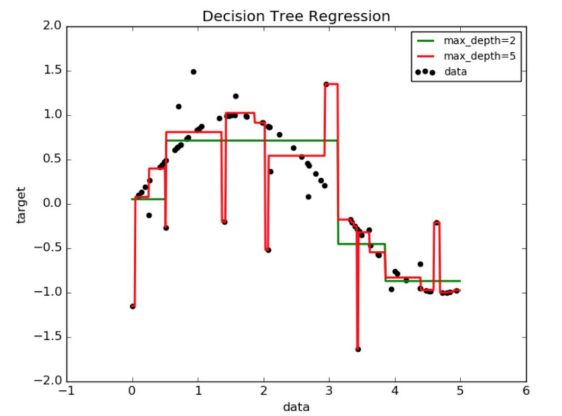 Decision Tree Regression
2.0
1.5
1.0
0.5
0.0
−0.5
−1.0
−1.5
−2.0
target
max_depth=2
max_depth=5
data
−1 0 1 2 3 4 5 6
data